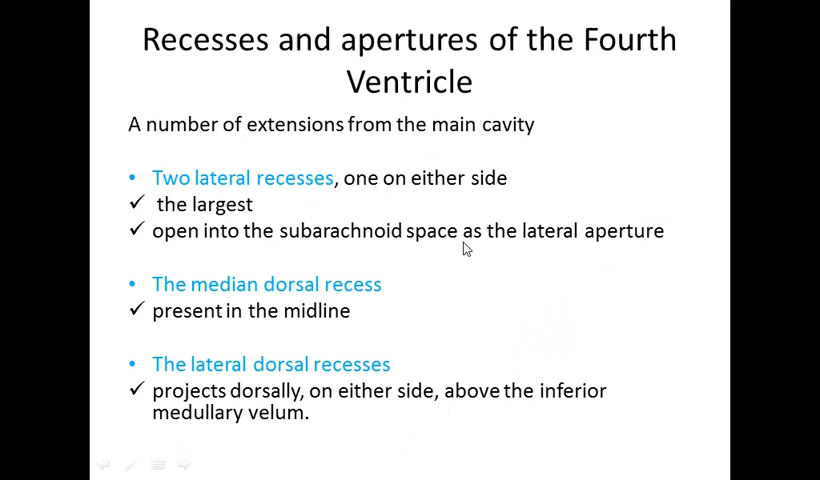 Recesses and apertures of the Fourth
Ventricle
A number of extensions from the main cavity
• Two lateral recesses, one on either side
✓ the largest
✓ open into the subarachnoid space as the lateral aperture
• The median dorsal recess
✓ present in the midline
• The lateral dorsal recesses
✓ projects dorsally, on either side, above the inferior
medullary velum.